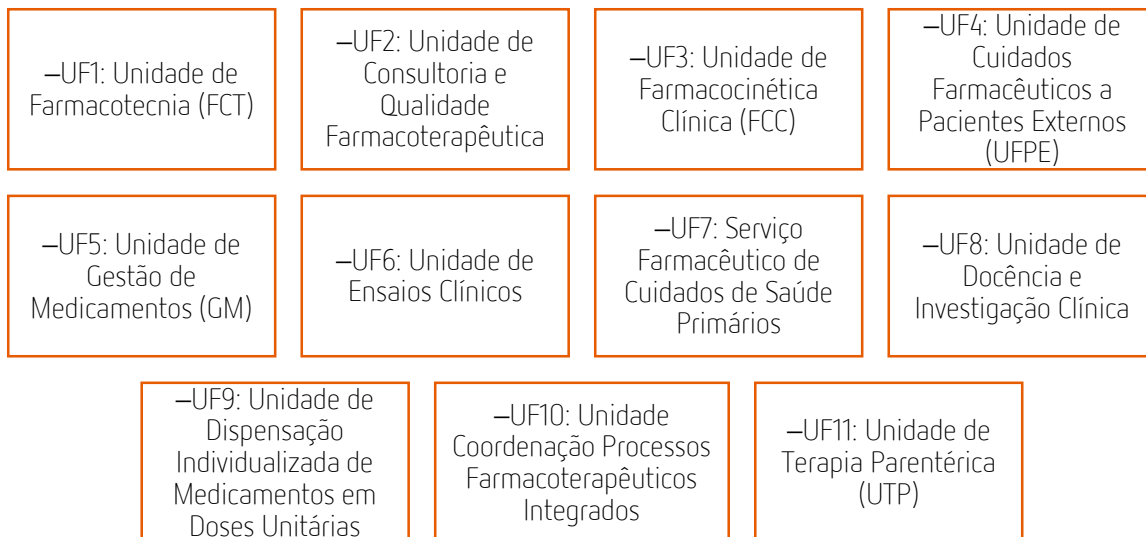 –UF1: Unidade de
Farmacotecnia (FCT)
–UF2: Unidade de
Consultoria e
Qualidade
Farmacoterapêutica
–UF3: Unidade de
Farmacocinética
Clínica (FCC)
–UF4: Unidade de
Cuidados
Farmacêuticos a
Pacientes Externos
(UFPE)
–UF5: Unidade de
Gestão de
Medicamentos (GM)
–UF6: Unidade de
Ensaios Clínicos
–UF7: Serviço
Farmacêutico de
Cuidados de Saúde
Primários
–UF8: Unidade de
Docência e
Investigação Clínica
–UF9: Unidade de
Dispensação
Individualizada de
Medicamentos em
Doses Unitárias
–UF10: Unidade
Coordenação Processos
Farmacoterapêuticos
Integrados
–UF11: Unidade de
Terapia Parentérica
(UTP)